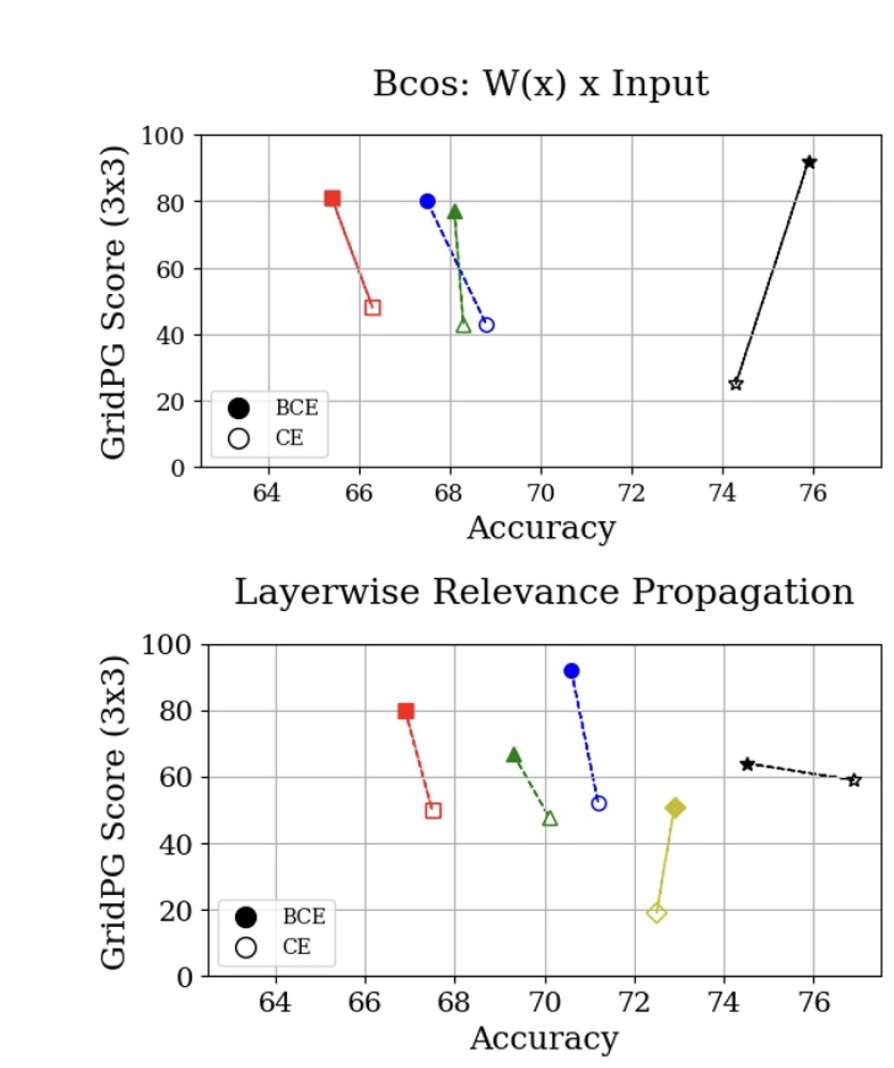 Bcos: W(x) x Input
GridPG Score (3x3)
100
80
60
40
20
0
BCE
CE
64 66 68 70 72 74 76
Accuracy
Layerwise Relevance Propagation
GridPG Score (3x3)
100
80
60
40
20
0
BCE
CE
64 66 68 70 72 74 76
Accuracy